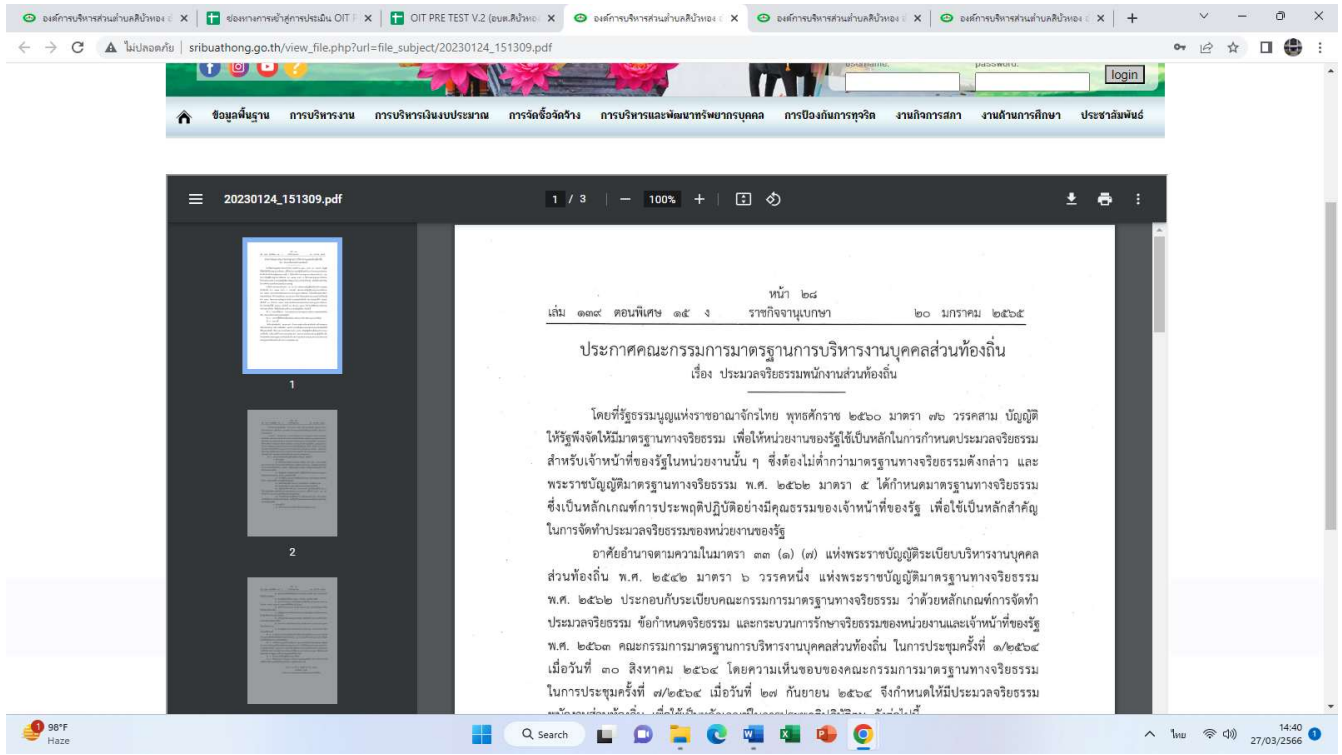 องค์การบริหารส่วนตำบลสีบัวทอง
ช่องทางการเข้าสู่การประเมิน OIT
OIT PRE TEST V.2 (อบต.สีบัวทอง
องค์การบริหารส่วนตำบลสีบัวทอง
องค์การบริหารส่วนตำบลสีบัวทอง
องค์การบริหารส่วนตำบลสีบัวทอง
ไม่ปลอดภัย | sribuathong.go.th/view_file.php?url=file_subject/20230124_151309.pdf
login
ข้อมูลพื้นฐาน การบริหารงาน การบริหารเงินงบประมาณ การจัดซื้อจัดจ้าง การบริหารและพัฒนาทรัพยากรบุคคล การป้องกันการทุจริต งานกิจการสภา งานด้านการศึกษา ประชาสัมพันธ์
20230124_151309.pdf 1 / 3 100%
1
2
หน้า ๒๘
เล่ม ๑๓๙ ตอนพิเศษ ๑๕ ง ราชกิจจานุเบกษา ๒๐ มกราคม ๒๕๖๕
ประกาศคณะกรรมการมาตรฐานการบริหารงานบุคคลส่วนท้องถิ่น
เรื่อง ประมวลจริยธรรมพนักงานส่วนท้องถิ่น
โดยที่รัฐธรรมนูญแห่งราชอาณาจักรไทย พุทธศักราช ๒๕๖๐ มาตรา ๗๖ วรรคสาม บัญญัติ
ให้รัฐพึงจัดให้มีมาตรฐานทางจริยธรรม เพื่อให้หน่วยงานของรัฐใช้เป็นหลักในการกำหนดประมวลจริยธรรม
สำหรับเจ้าหน้าที่ของรัฐในหน่วยงานนั้น ๆ ซึ่งต้องไม่ต่ำกว่ามาตรฐานทางจริยธรรมดังกล่าว และ
พระราชบัญญัติมาตรฐานทางจริยธรรม พ.ศ. ๒๕๖๒ มาตรา ๕ ได้กำหนดมาตรฐานทางจริยธรรม
ซึ่งเป็นหลักเกณฑ์การประพฤติปฏิบัติอย่างมีคุณธรรมของเจ้าหน้าที่ของรัฐ เพื่อใช้เป็นหลักสำคัญ
ในการจัดทำประมวลจริยธรรมของหน่วยงานของรัฐ
อาศัยอำนาจตามความในมาตรา ๓๓ (๑) (๗) แห่งพระราชบัญญัติระเบียบบริหารงานบุคคล
ส่วนท้องถิ่น พ.ศ. ๒๕๔๒ มาตรา ๖ วรรคหนึ่ง แห่งพระราชบัญญัติมาตรฐานทางจริยธรรม
พ.ศ. ๒๕๖๒ ประกอบกับระเบียบคณะกรรมการมาตรฐานทางจริยธรรม ว่าด้วยหลักเกณฑ์การจัดทำ
ประมวลจริยธรรม ข้อกำหนดจริยธรรม และกระบวนการรักษาจริยธรรมของหน่วยงานและเจ้าหน้าที่ของรัฐ
พ.ศ. ๒๕๖๓ คณะกรรมการมาตรฐานการบริหารงานบุคคลส่วนท้องถิ่น ในการประชุมครั้งที่ ๑/๒๕๖๔
เมื่อวันที่ ๓๐ สิงหาคม ๒๕๖๔ โดยความเห็นชอบของคณะกรรมการมาตรฐานทางจริยธรรม
ในการประชุมครั้งที่ ๗/๒๕๖๔ เมื่อวันที่ ๒๗ กันยายน ๒๕๖๔ จึงกำหนดให้มีประมวลจริยธรรม
98°F
Haze
Search
ไทย
14:40
27/03/2566